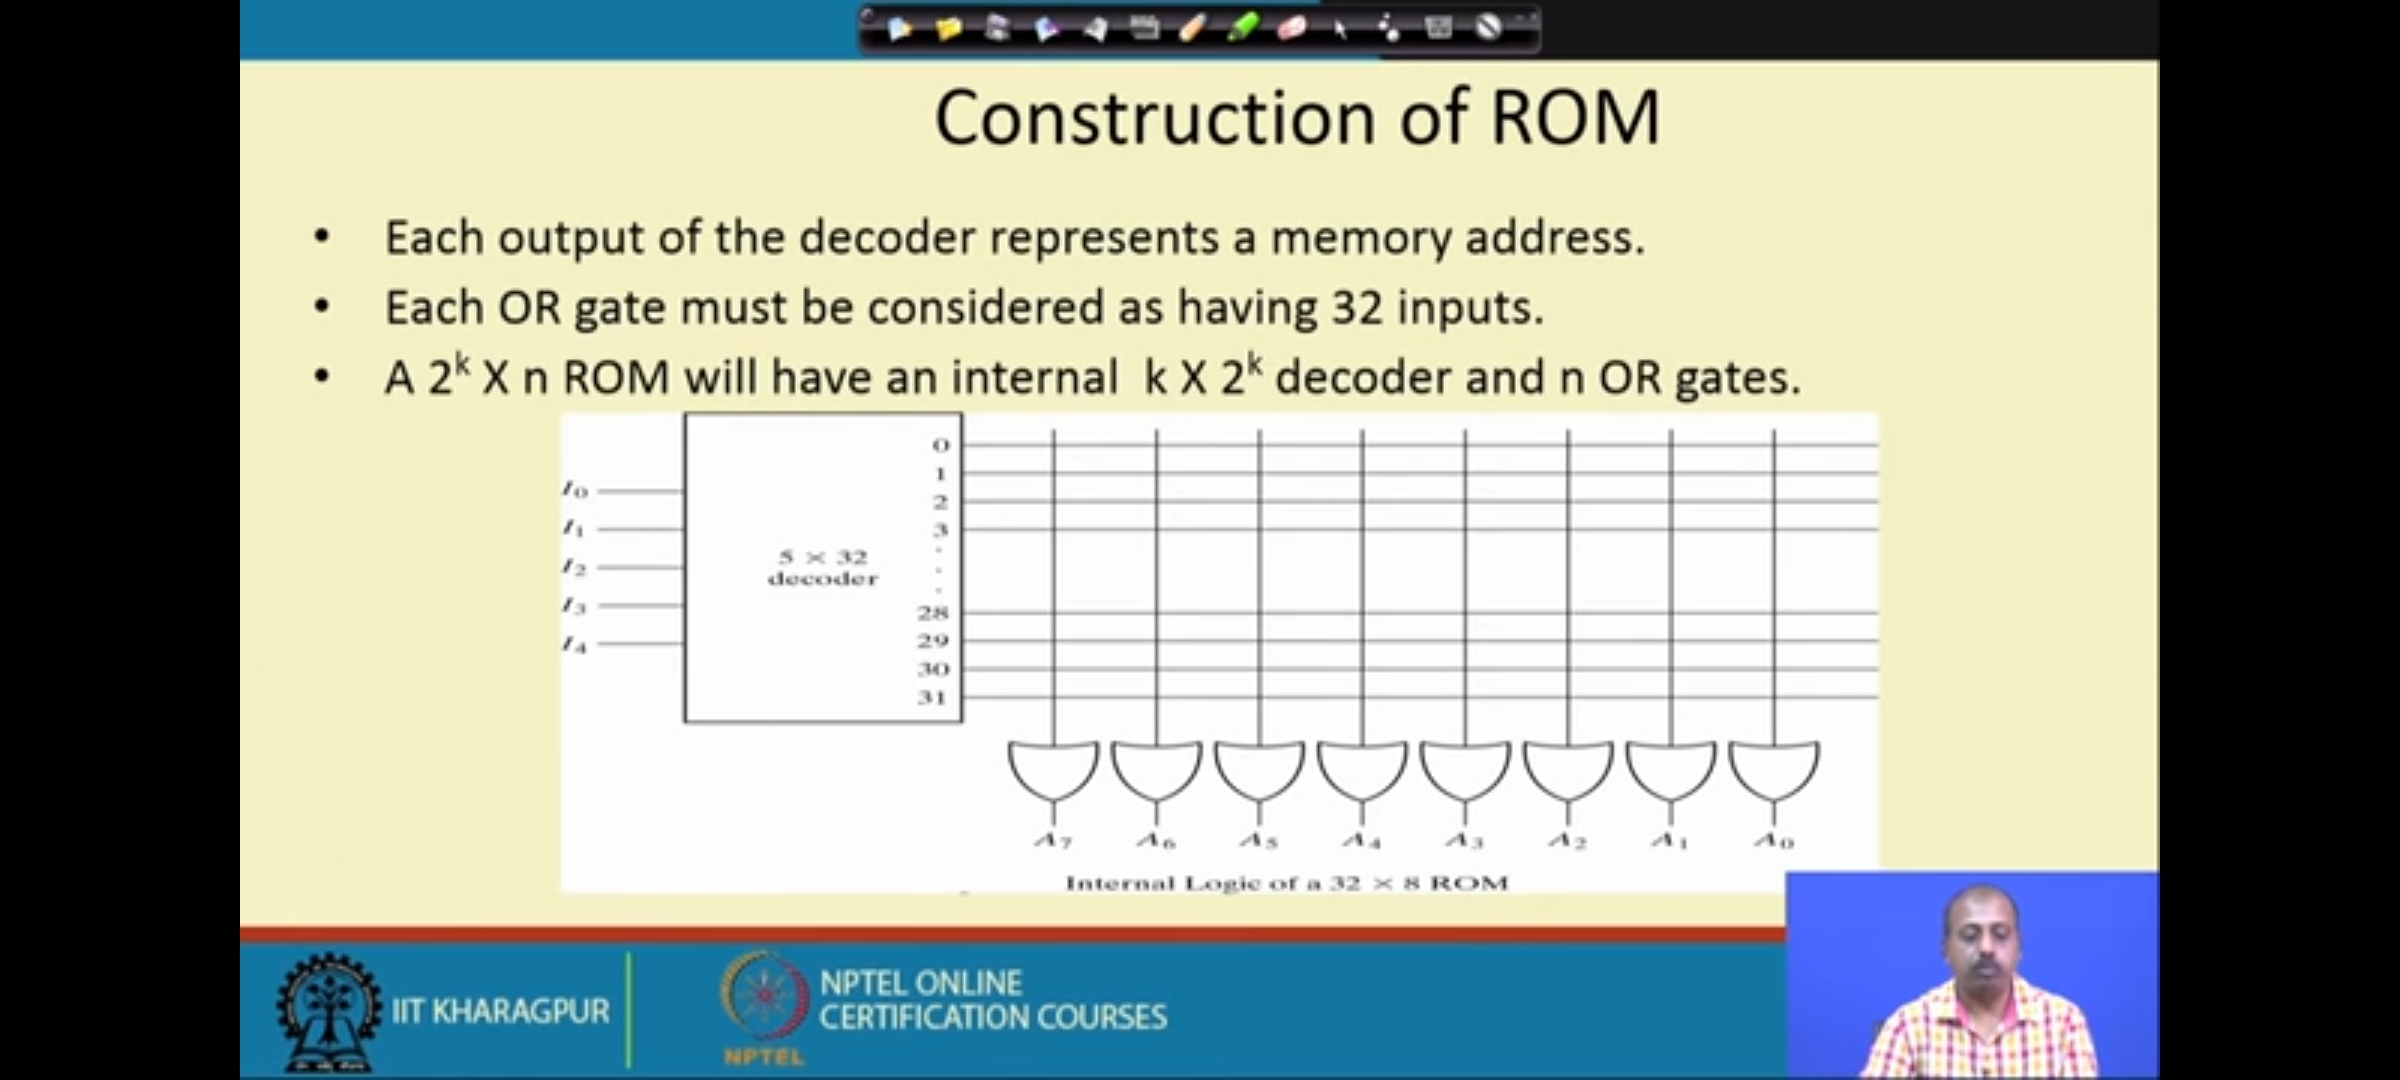 Construction of ROM
• Each output of the decoder represents a memory address.
• Each OR gate must be considered as having 32 inputs.
• A 2ᵏ X n ROM will have an internal k X 2ᵏ decoder and n OR gates.
I₀
I₁
I₂
I₃
I₄
5 × 32
decoder
0
1
2
3
.
.
.
28
29
30
31
A₇ A₆ A₅ A₄ A₃ A₂ A₁ A₀
Internal Logic of a 32 × 8 ROM
IIT KHARAGPUR
NPTEL
NPTEL ONLINE
CERTIFICATION COURSES